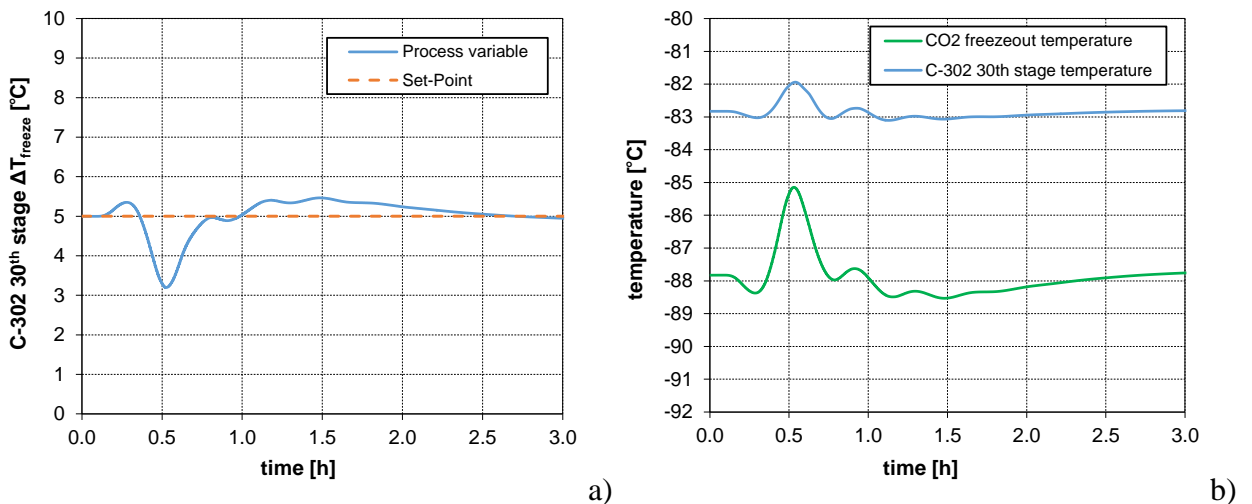 10
9
8
7
6
5
4
3
2
1
0
C-302 30th stage ΔTfreeze [°C]
Process variable
Set-Point
0.0 0.5 1.0 1.5 2.0 2.5 3.0
time [h]
a)
-80
-81
-82
-83
-84
-85
-86
-87
-88
-89
-90
-91
-92
temperature [°C]
CO2 freezeout temperature
C-302 30th stage temperature
0.0 0.5 1.0 1.5 2.0 2.5 3.0
time [h]
b)